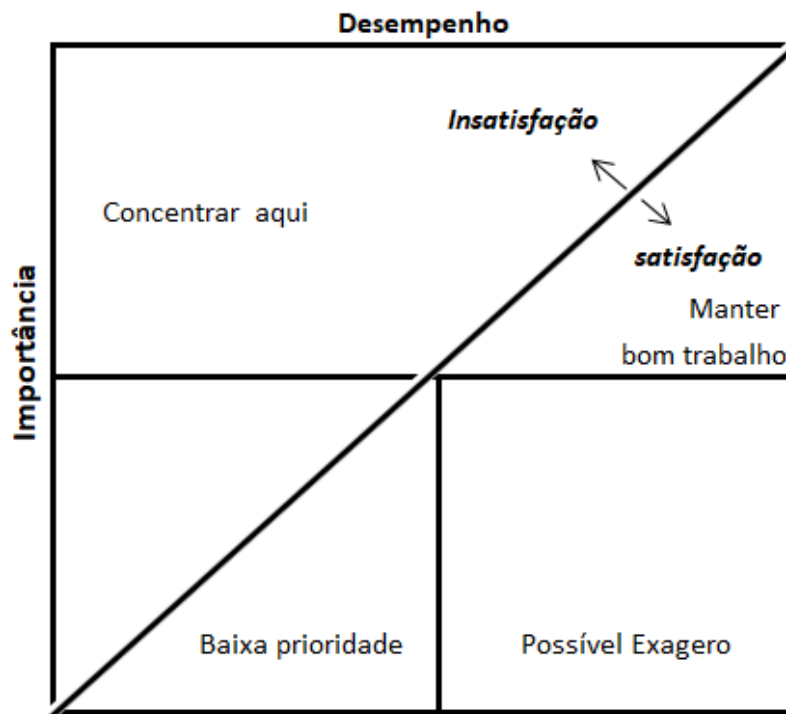 Desempenho
Insatisfação
Concentrar aqui
satisfação
Manter
bom trabalho
Importância
Baixa prioridade
Possível Exagero